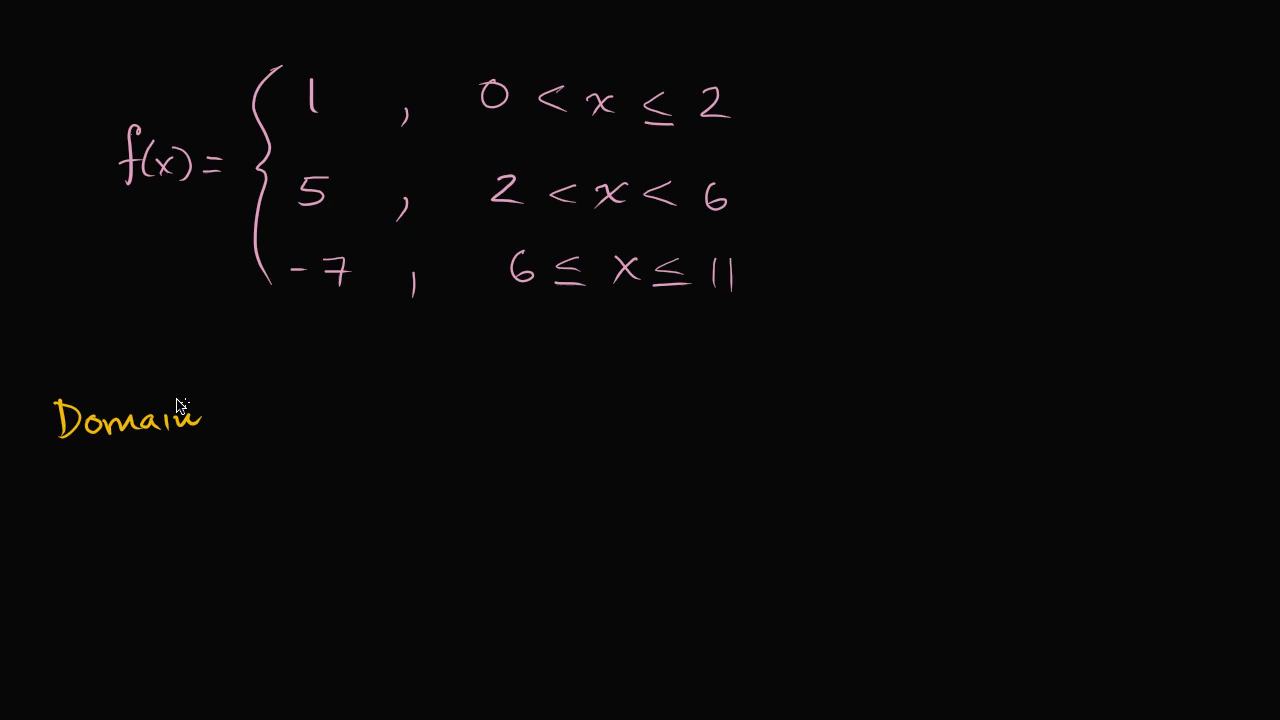 f(x) = { 1 , 0 < x ≤ 2
5 , 2 < x < 6
-7 , 6 ≤ x ≤ 11
Domain